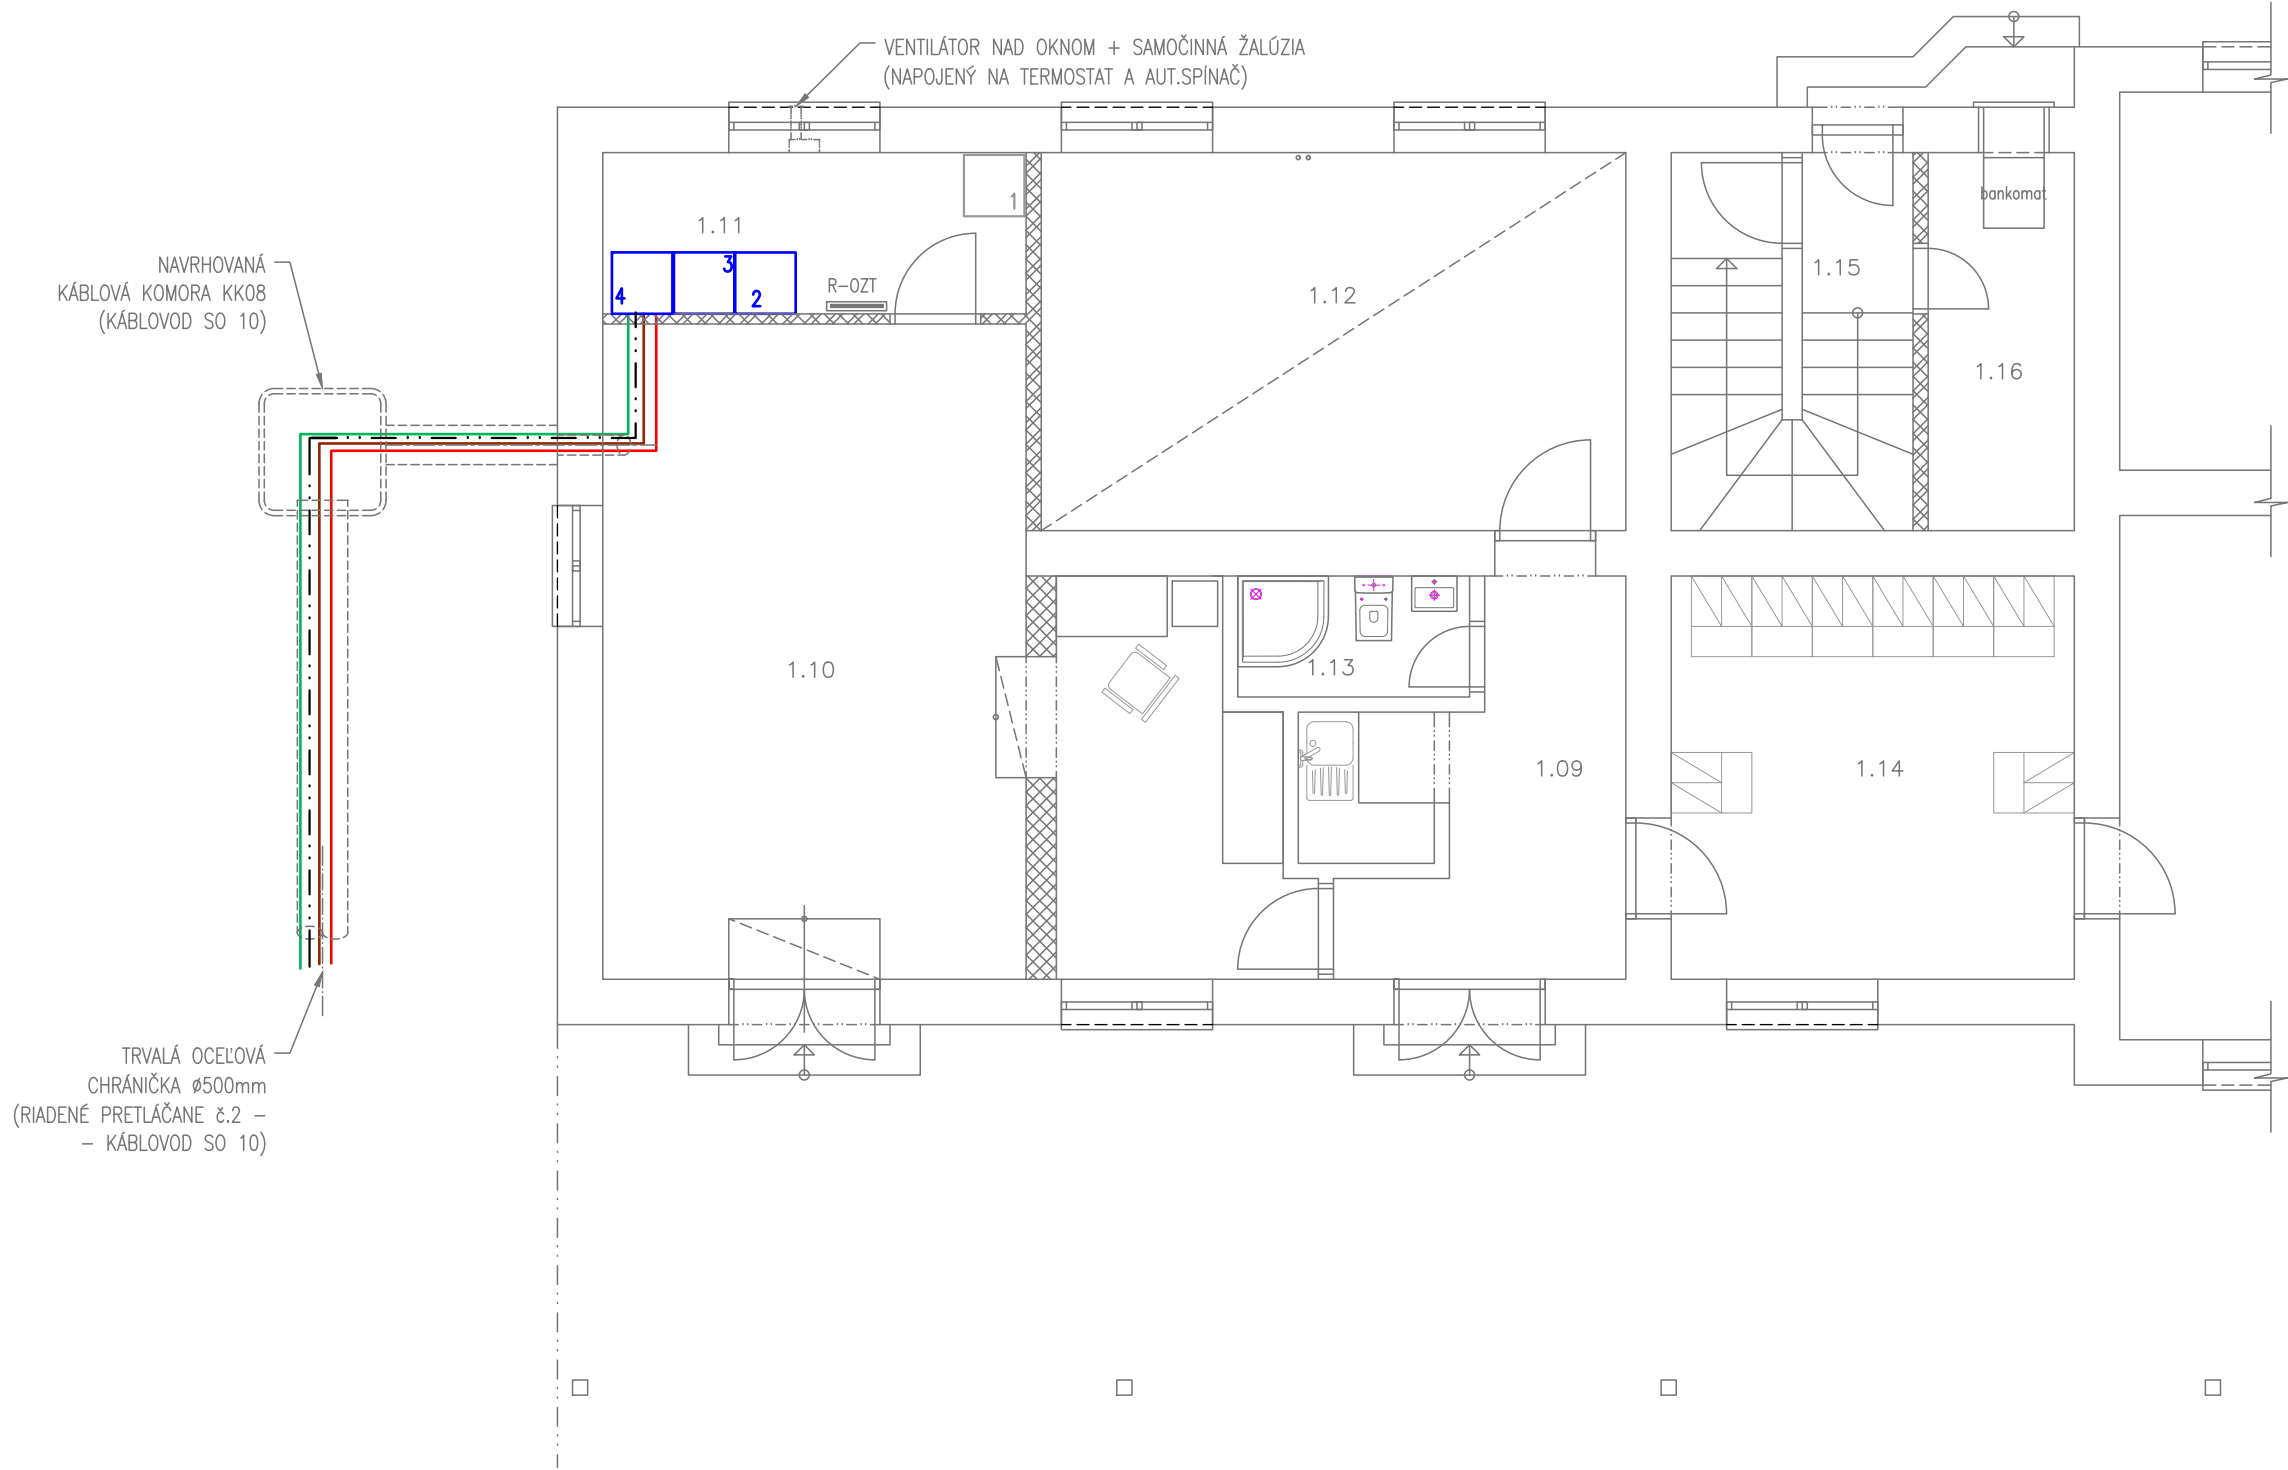 VENTILÁTOR NAD OKNOM + SAMOČINNÁ ŽALÚZIA
(NAPOJENÝ NA TERMOSTAT A AUT.SPÍNAČ)
1
bankomat
1.11
NAVRHOVANÁ
KÁBLOVÁ KOMORA KK08
(KÁBLOVOD SO 10)
3
4
2
R-OZT
1.12
1.15
1.16
1.10
1.13
1.09
1.14
TRVALÁ OCEĽOVÁ
CHRÁNIČKA ø500mm
(RIADENÉ PRETLÁČANE č.2 -
- KÁBLOVOD SO 10)